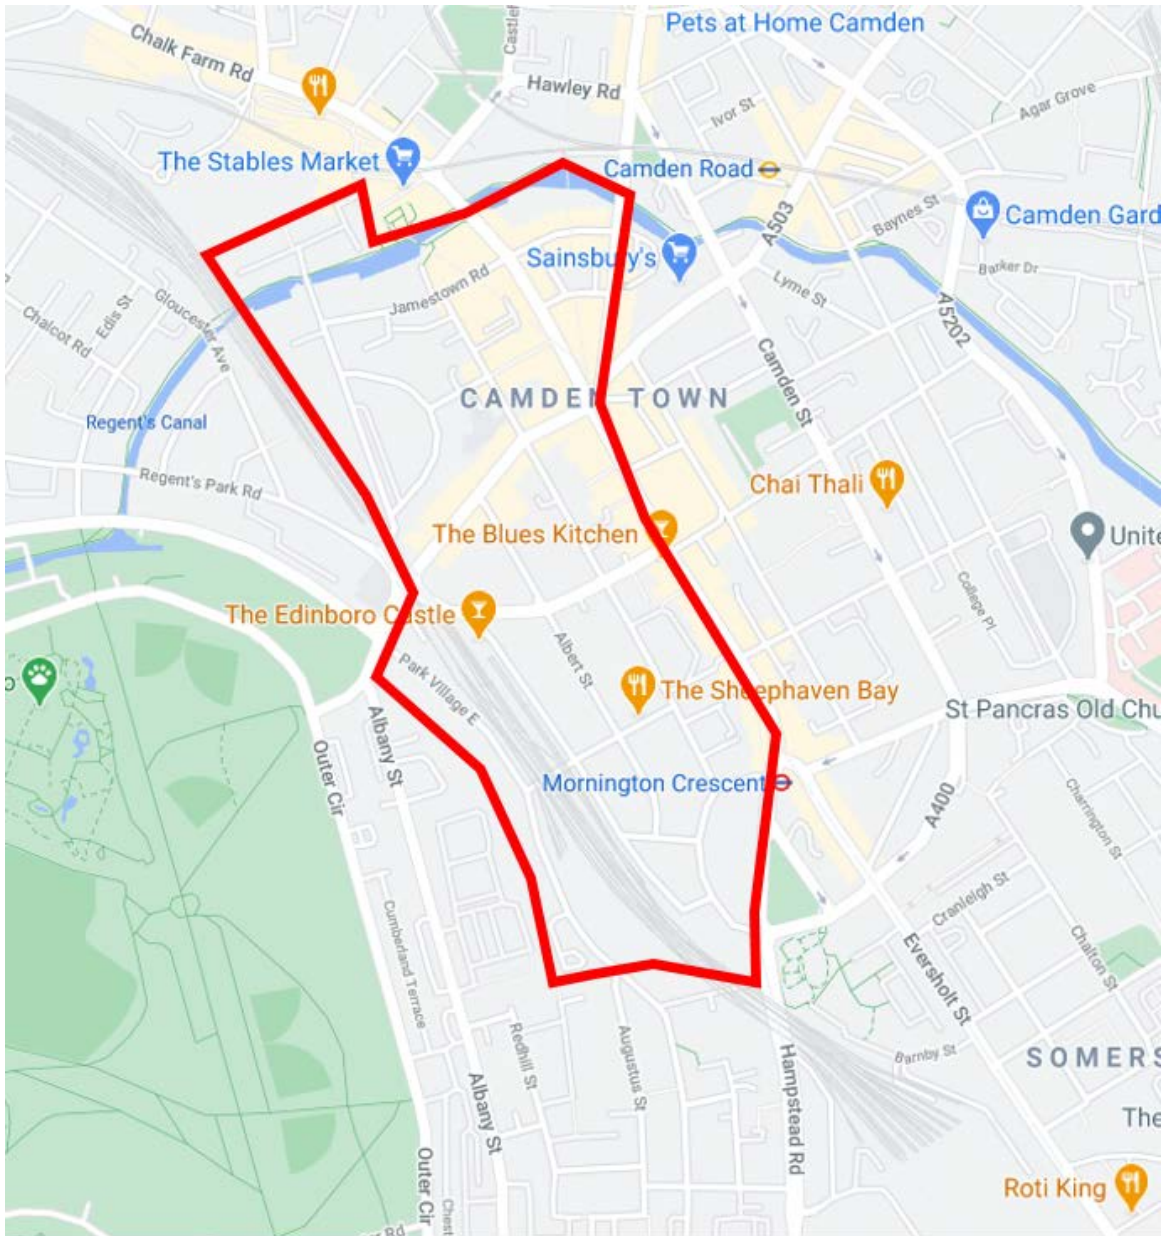 Pets at Home Camden
Castleh
Chalk Farm Rd
Hawley Rd
Ivor St
Agar Grove
The Stables Market
Camden Road
Baynes St
A503
Camden Gard
Sainsbury's
Barker Dr
Jamestown Rd
Lyme St
Gloucester Ave
Edis St
Chalcot Rd
A5202
Camden St
CAMDEN TOWN
Regent's Canal
Regent's Park Rd
Chai Thali
The Blues Kitchen
Unite
College Pl
The Edinboro Castle
Albert St
Park Village E
o
The Sheephaven Bay
St Pancras Old Chu
Albany St
Outer Cir
Mornington Crescent
A400
Charrington St
Cranleigh St
Cumberland Terrace
Eversholt St
Chalton St
Redhill St
Augustus St
Barnby St
SOMERS
Hampstead Rd
Albany St
The
Outer Cir
Roti King
Chest
Rd